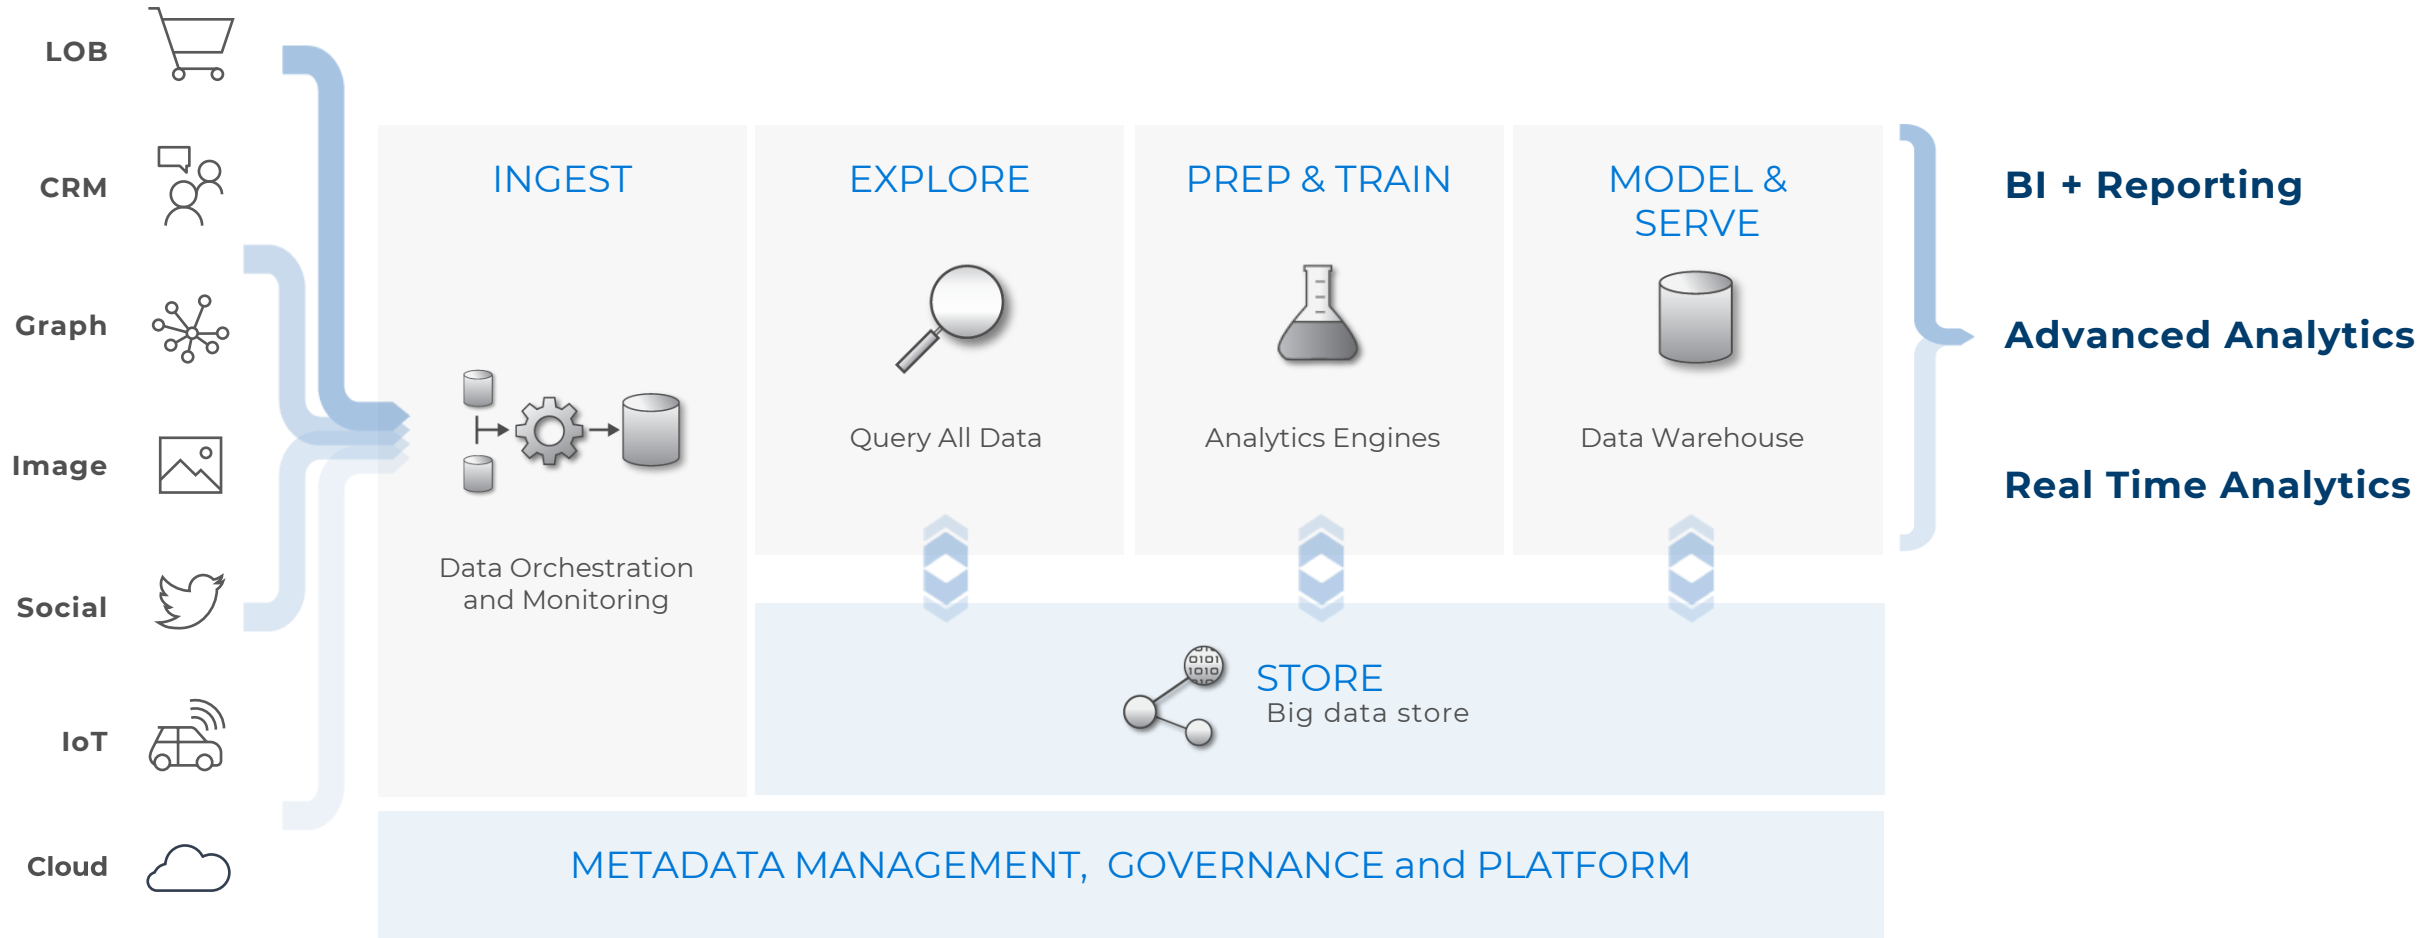 LOB
CRM
Graph
Image
Social
IoT
Cloud
INGEST
Data Orchestration
and Monitoring
EXPLORE
Query All Data
PREP & TRAIN
Analytics Engines
MODEL &
SERVE
Data Warehouse
0101
1010
STORE
Big data store
METADATA MANAGEMENT, GOVERNANCE and PLATFORM
BI + Reporting
Advanced Analytics
Real Time Analytics